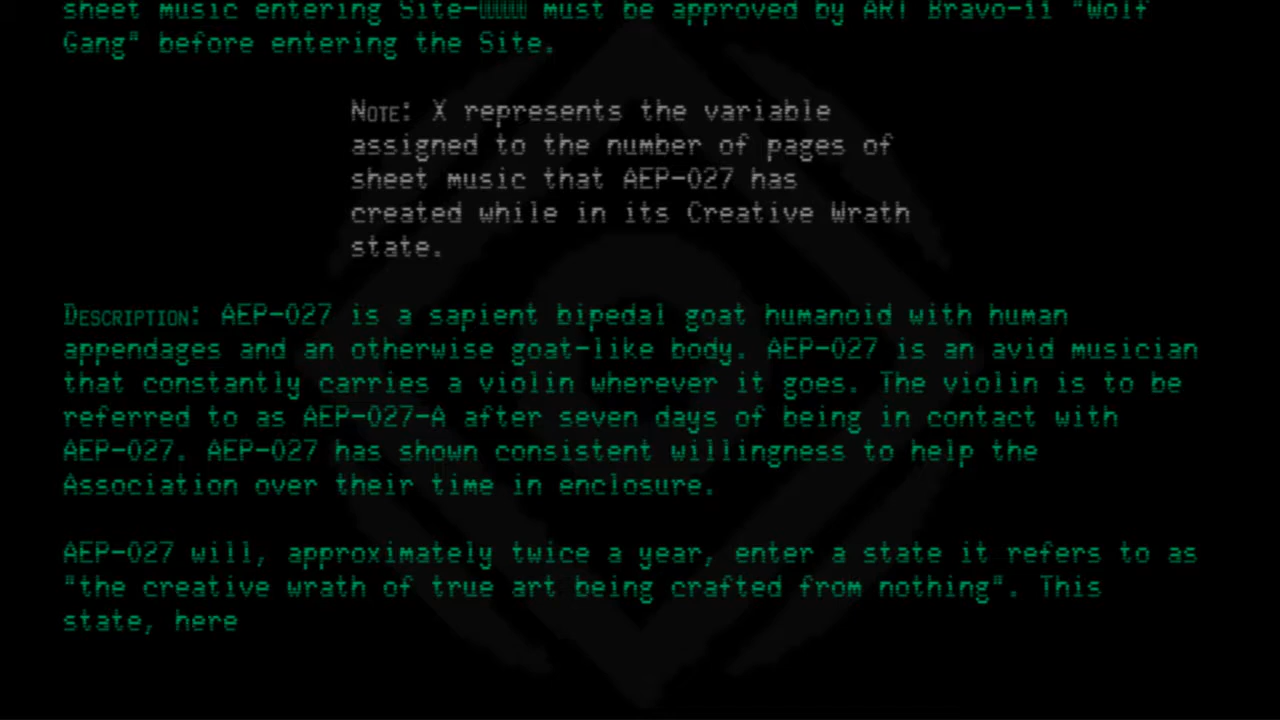 sheet music entering Site-▒▒▒▒▒▒ must be approved by ART Bravo-11 "Wolf
Gang" before entering the Site.
Note: X represents the variable
assigned to the number of pages of
sheet music that AEP-027 has
created while in its Creative Wrath
state.
Description: AEP-027 is a sapient bipedal goat humanoid with human
appendages and an otherwise goat-like body. AEP-027 is an avid musician
that constantly carries a violin wherever it goes. The violin is to be
referred to as AEP-027-A after seven days of being in contact with
AEP-027. AEP-027 has shown consistent willingness to help the
Association over their time in enclosure.
AEP-027 will, approximately twice a year, enter a state it refers to as
"the creative wrath of true art being crafted from nothing". This
state, here